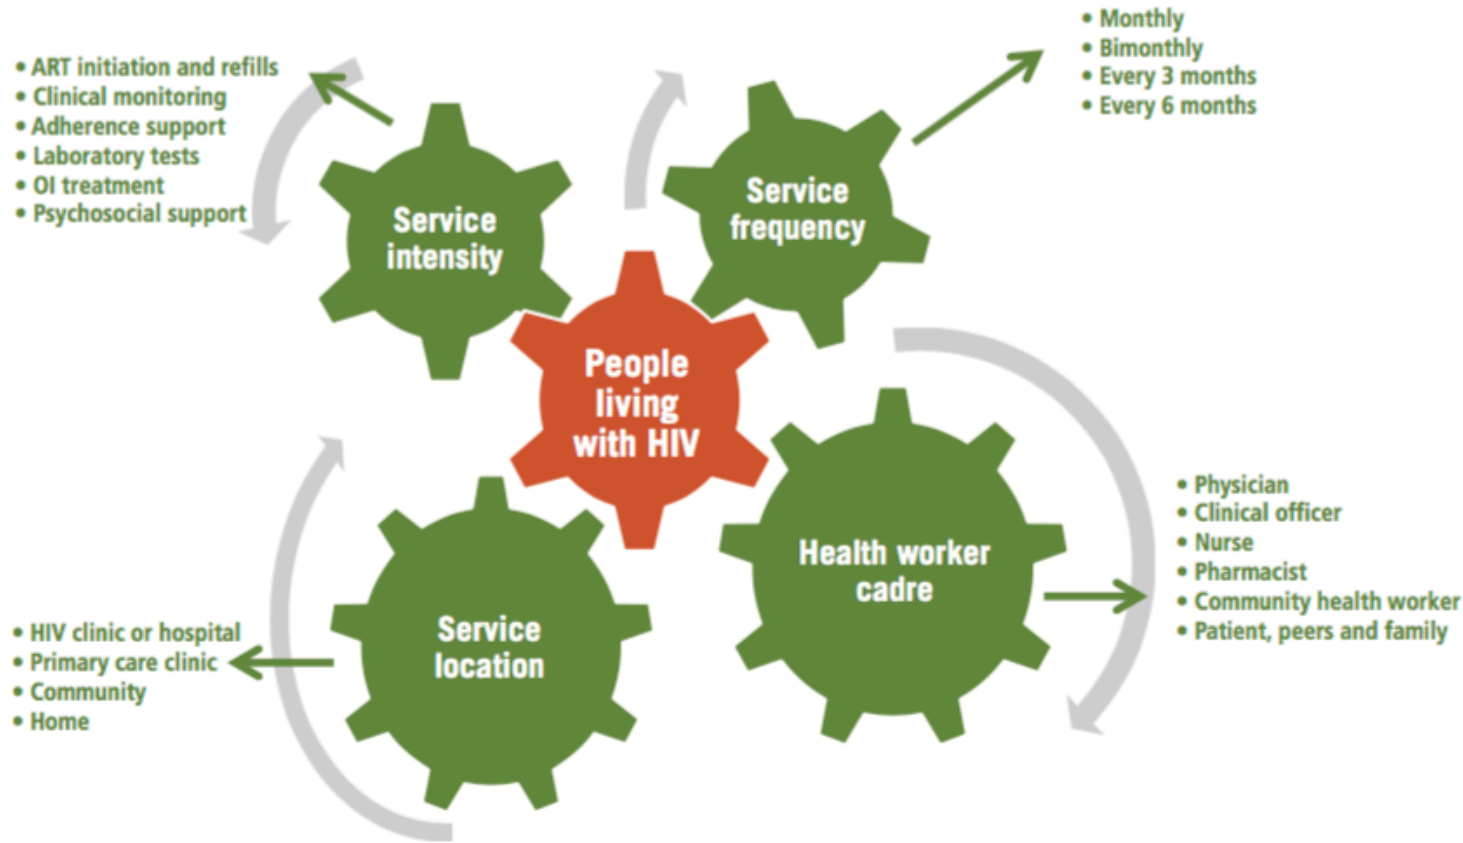 • ART initiation and refills
• Clinical monitoring
• Adherence support
• Laboratory tests
• OI treatment
• Psychosocial support
Service
intensity
Service
frequency
• Monthly
• Bimonthly
• Every 3 months
• Every 6 months
People
living
with HIV
Service
location
• HIV clinic or hospital
• Primary care clinic
• Community
• Home
Health worker
cadre
• Physician
• Clinical officer
• Nurse
• Pharmacist
• Community health worker
• Patient, peers and family